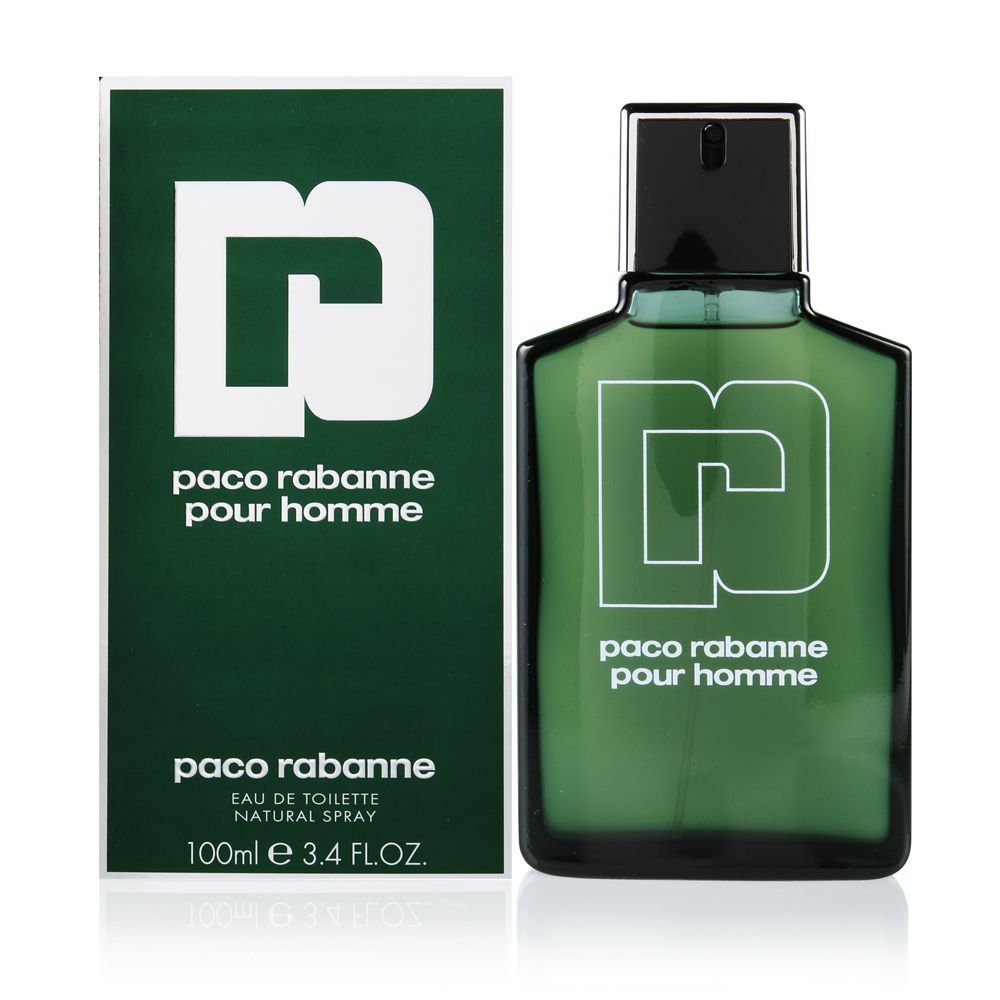 paco rabanne
pour homme
paco rabanne
EAU DE TOILETTE
NATURAL SPRAY
100ml e 3.4 FL.OZ.
paco rabanne
pour homme